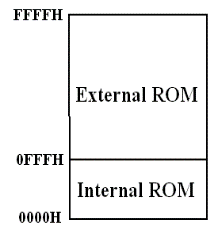 FFFFH
External ROM
0FFFH
Internal ROM
0000H